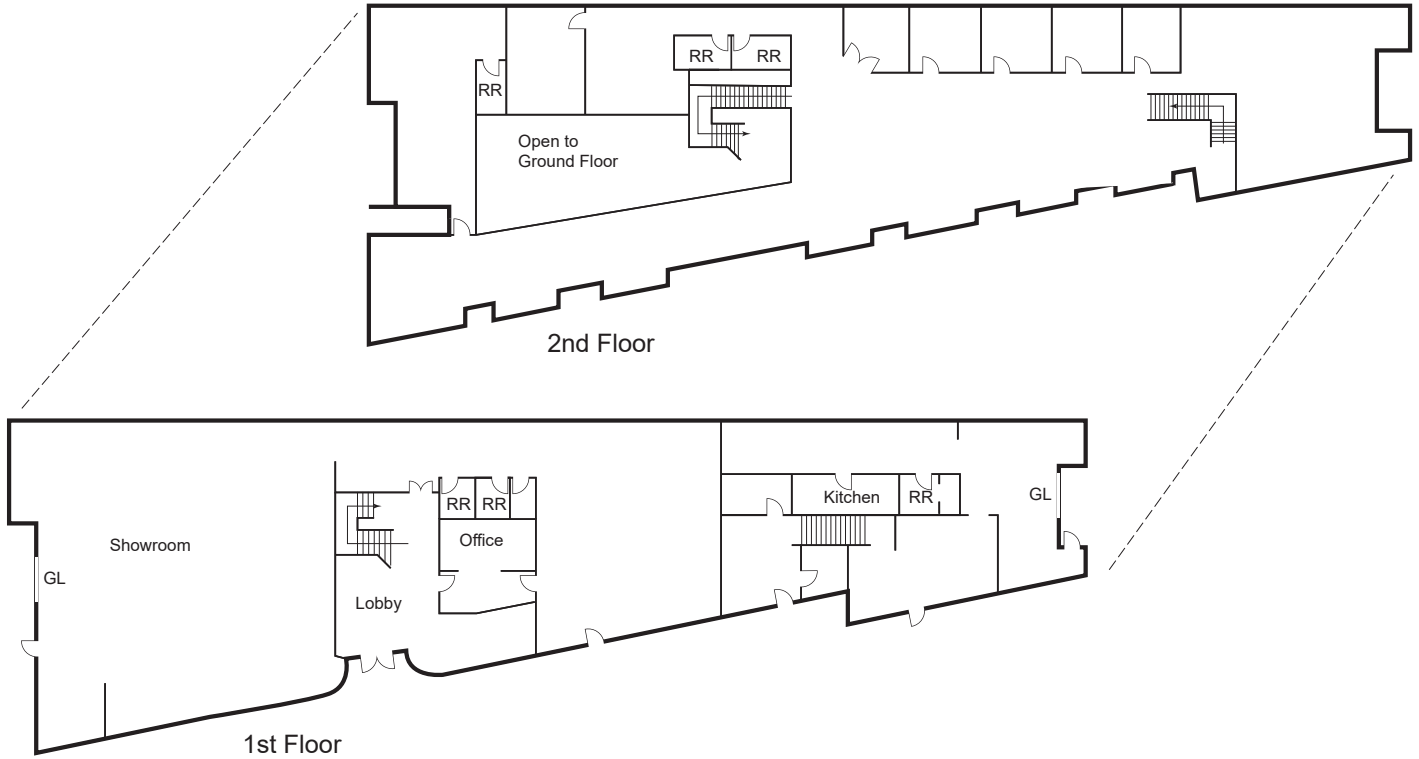 RR
RR
RR
Open to
Ground Floor
2nd Floor
Kitchen
RR
RR
RR
GL
Showroom
Office
GL
Lobby
1st Floor